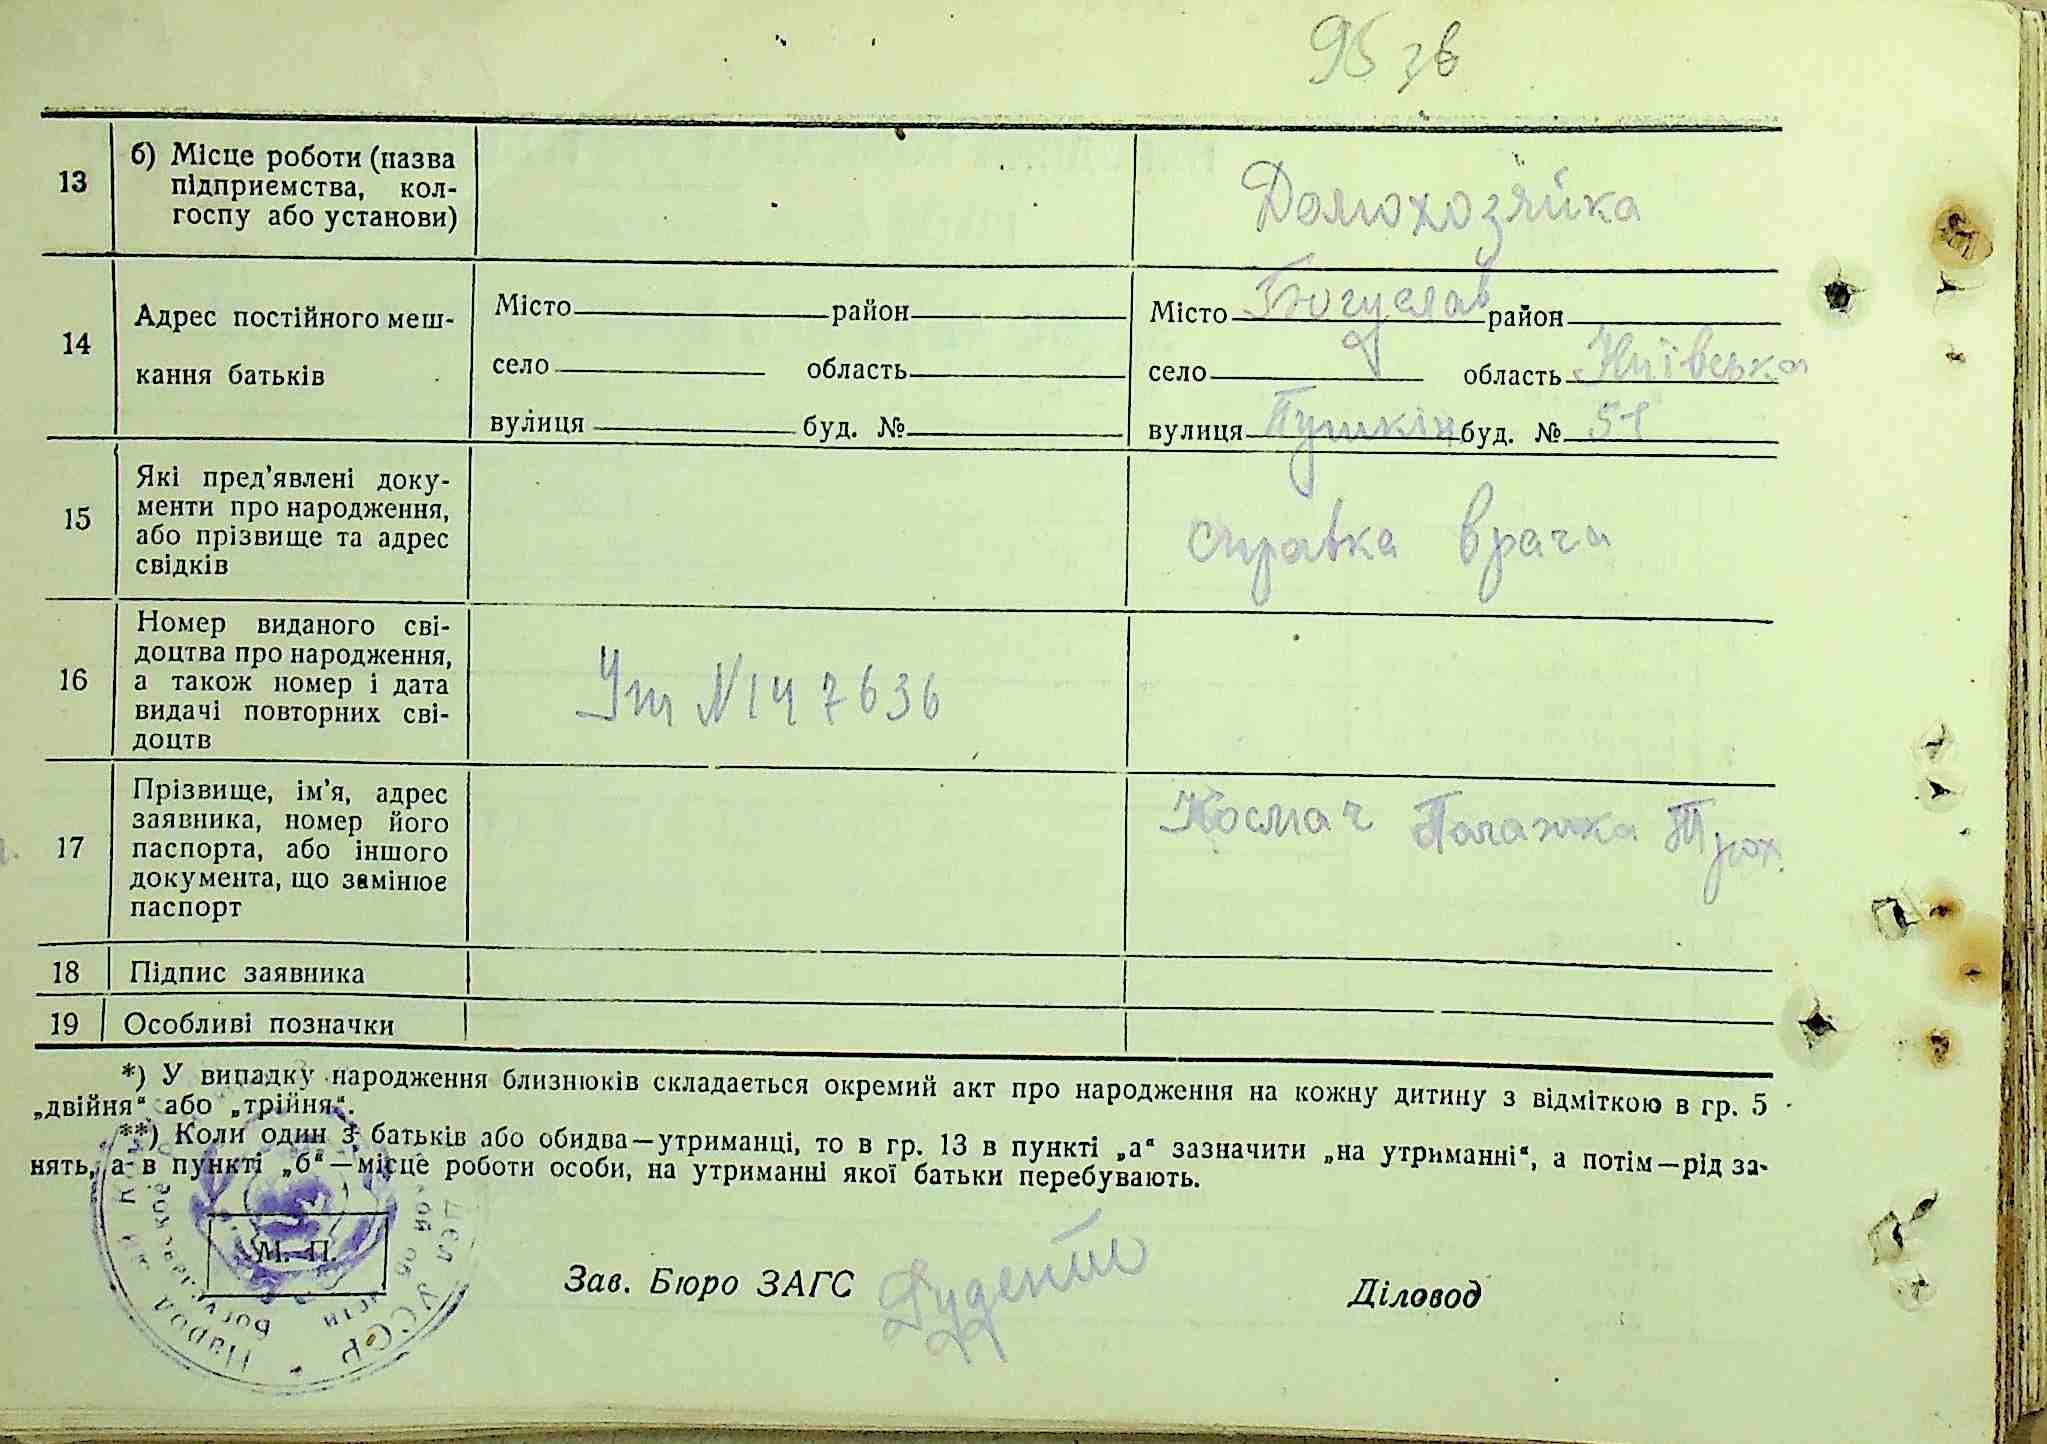 95 зв
13
б) Місце роботи (назва
підприємства, кол-
госпу або установи)
Домохозяйка
14
Адрес постійного меш-
кання батьків
Місто район
село область
вулиця буд. №
Місто Богуслав район
село область Київська
вулиця Пушкін буд. № 51
15
Які пред’явлені доку-
менти про народження,
або прізвище та адрес
свідків
справка врача
16
Номер виданого сві-
доцтва про народження,
а також номер і дата
видачі повторних сві-
доцтв
N 147636
17
Прізвище, ім’я, адрес
заявника, номер його
паспорта, або іншого
документа, що замінює
паспорт
Космач Палажка Трох.
18 Підпис заявника
19 Особливі позначки
*) У випадку народження близнюків складається окремий акт про народження на кожну дитину з відміткою в гр. 5
„двійня“ або „трійня“.
**) Коли один з батьків або обидва—утриманці, то в гр. 13 в пункті „а“ зазначити „на утриманні“, а потім—рід за-
нять, а в пункті „б“—місце роботи особи, на утриманні якої батьки перебувають.
М. П.
Зав. Бюро ЗАГС
Діловод